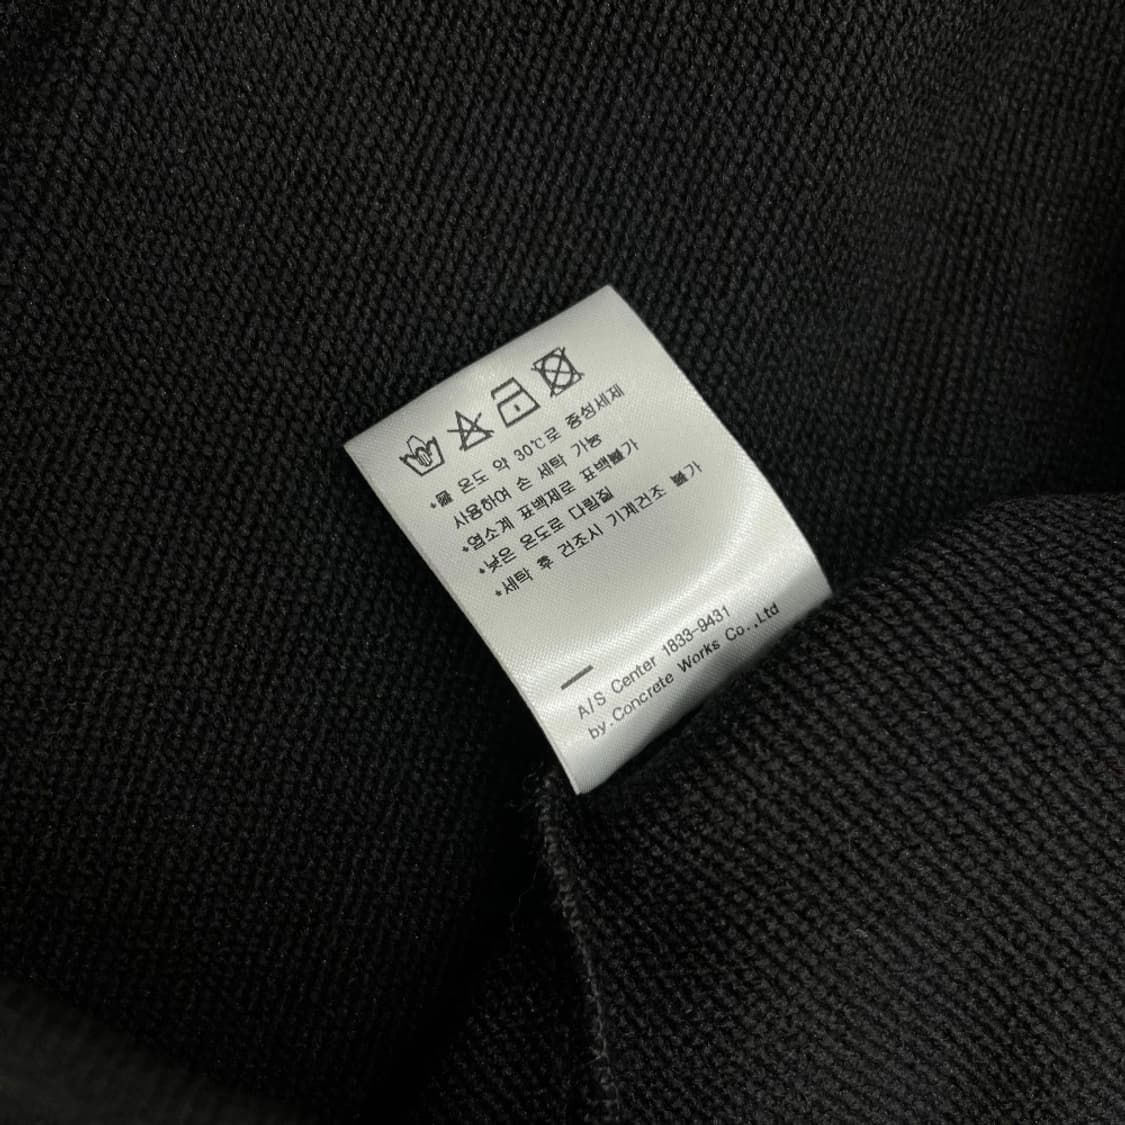 *물 온도 약 30℃로 중성세제
사용하여 손 세탁 가능
*염소계 표백제로 표백불가
*낮은 온도로 다림질
*세탁 후 건조시 기계건조 불가
A/S Center 1833-9431
by.Concrete Works Co.,Ltd